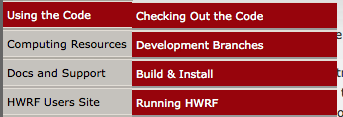 Using the Code
Checking Out the Code
Computing Resources
Development Branches
Docs and Support
Build & Install
HWRF Users Site
Running HWRF